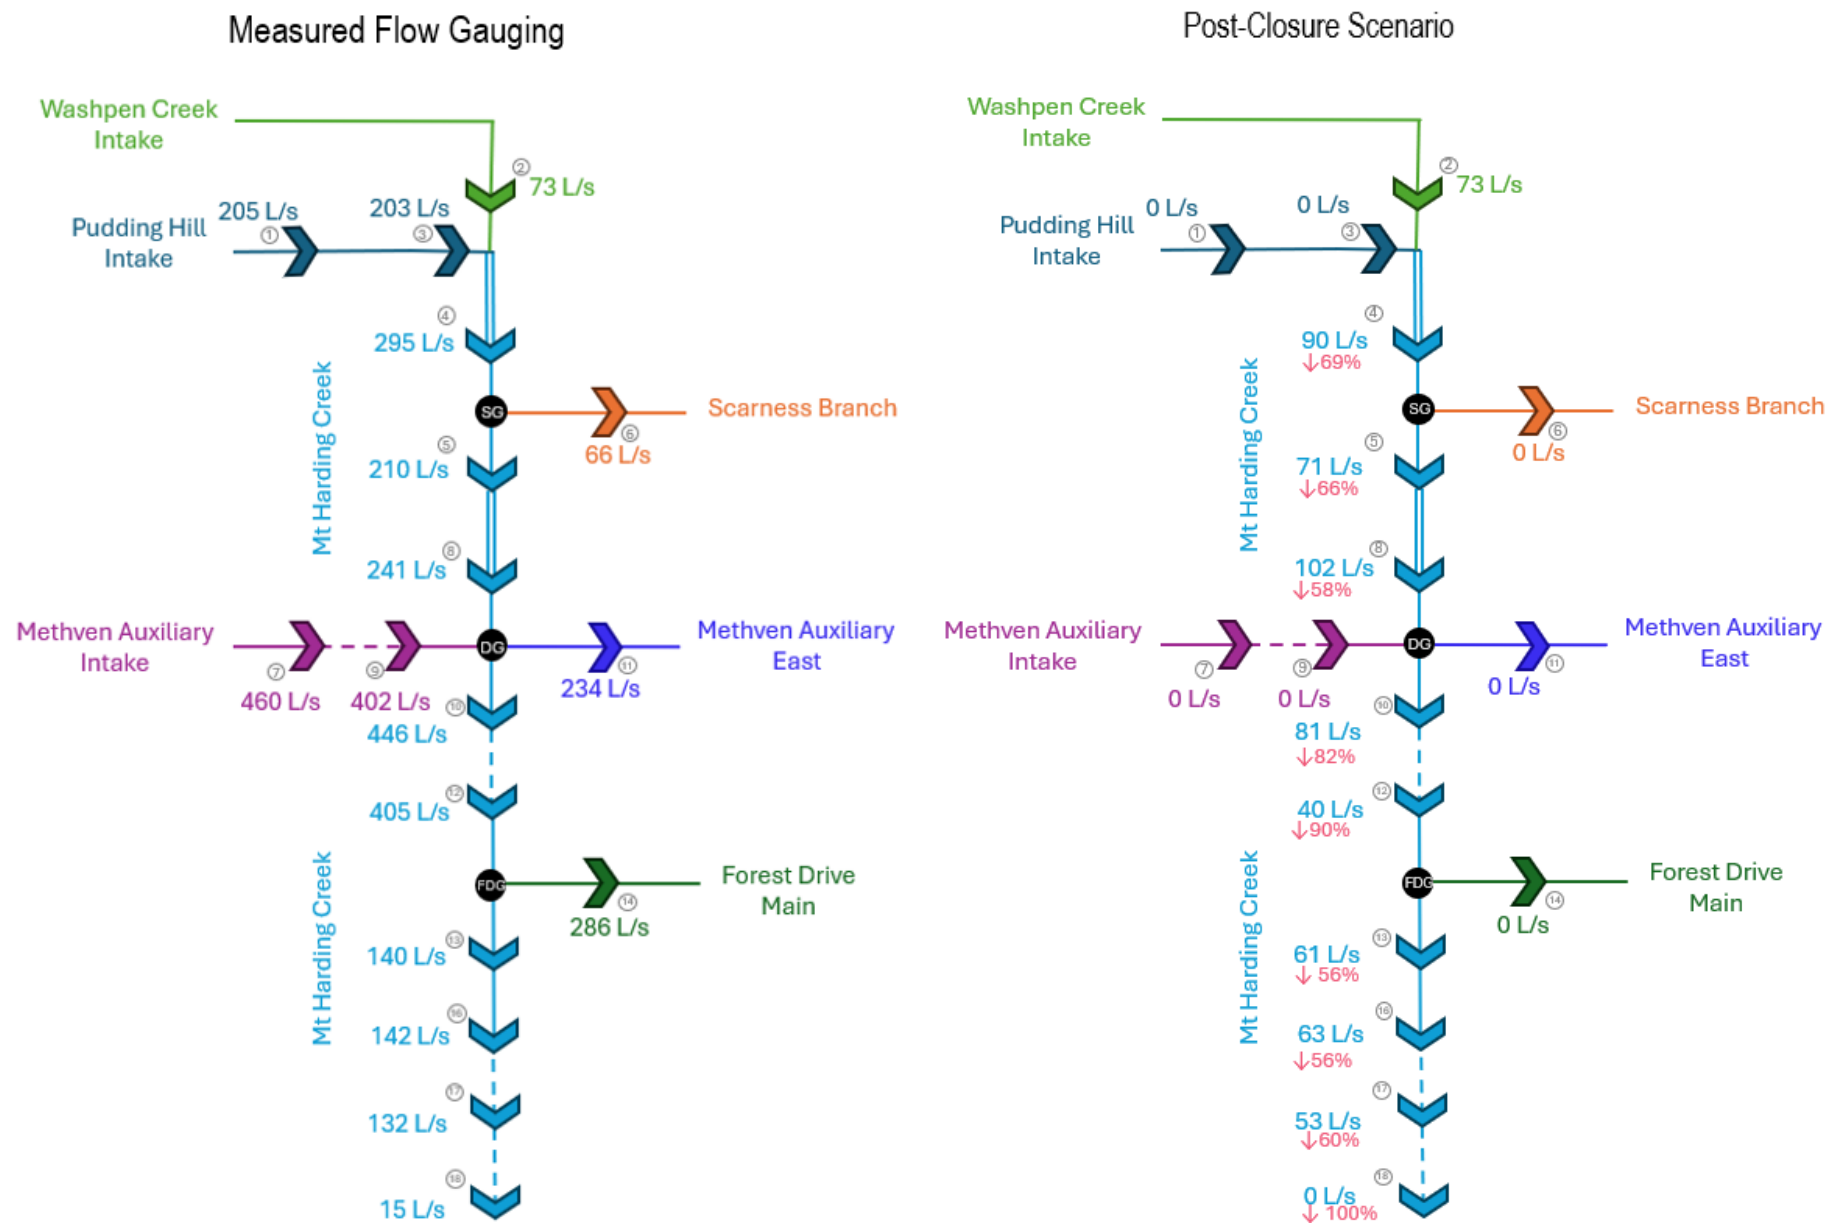 Measured Flow Gauging
Washpen Creek
Intake
② 73 L/s
Pudding Hill
Intake
205 L/s
①
203 L/s
③
④
295 L/s
Mt Harding Creek
SG
Scarness Branch
⑥
66 L/s
⑤
210 L/s
⑧
241 L/s
Methven Auxiliary
Intake
⑦
460 L/s
⑨
402 L/s
DG
Methven Auxiliary
East
⑪
234 L/s
⑩
446 L/s
⑫
405 L/s
Mt Harding Creek
FDG
Forest Drive
Main
⑭
286 L/s
⑬
140 L/s
⑯
142 L/s
⑰
132 L/s
⑱
15 L/s
Post-Closure Scenario
Washpen Creek
Intake
② 73 L/s
Pudding Hill
Intake
0 L/s
①
0 L/s
③
④
90 L/s
↓69%
Mt Harding Creek
SG
Scarness Branch
⑥
0 L/s
⑤
71 L/s
↓66%
⑧
102 L/s
↓58%
Methven Auxiliary
Intake
⑦
0 L/s
⑨
0 L/s
DG
Methven Auxiliary
East
⑪
0 L/s
⑩
81 L/s
↓82%
⑫
40 L/s
↓90%
Mt Harding Creek
FDG
Forest Drive
Main
⑭
0 L/s
⑬
61 L/s
↓ 56%
⑯
63 L/s
↓56%
⑰
53 L/s
↓60%
⑱
0 L/s
↓ 100%